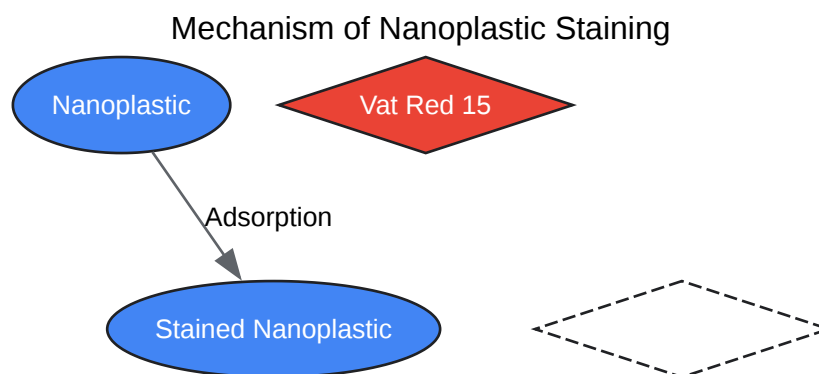 Mechanism of Nanoplastic Staining
Nanoplastic
Vat Red 15
Adsorption
Stained Nanoplastic